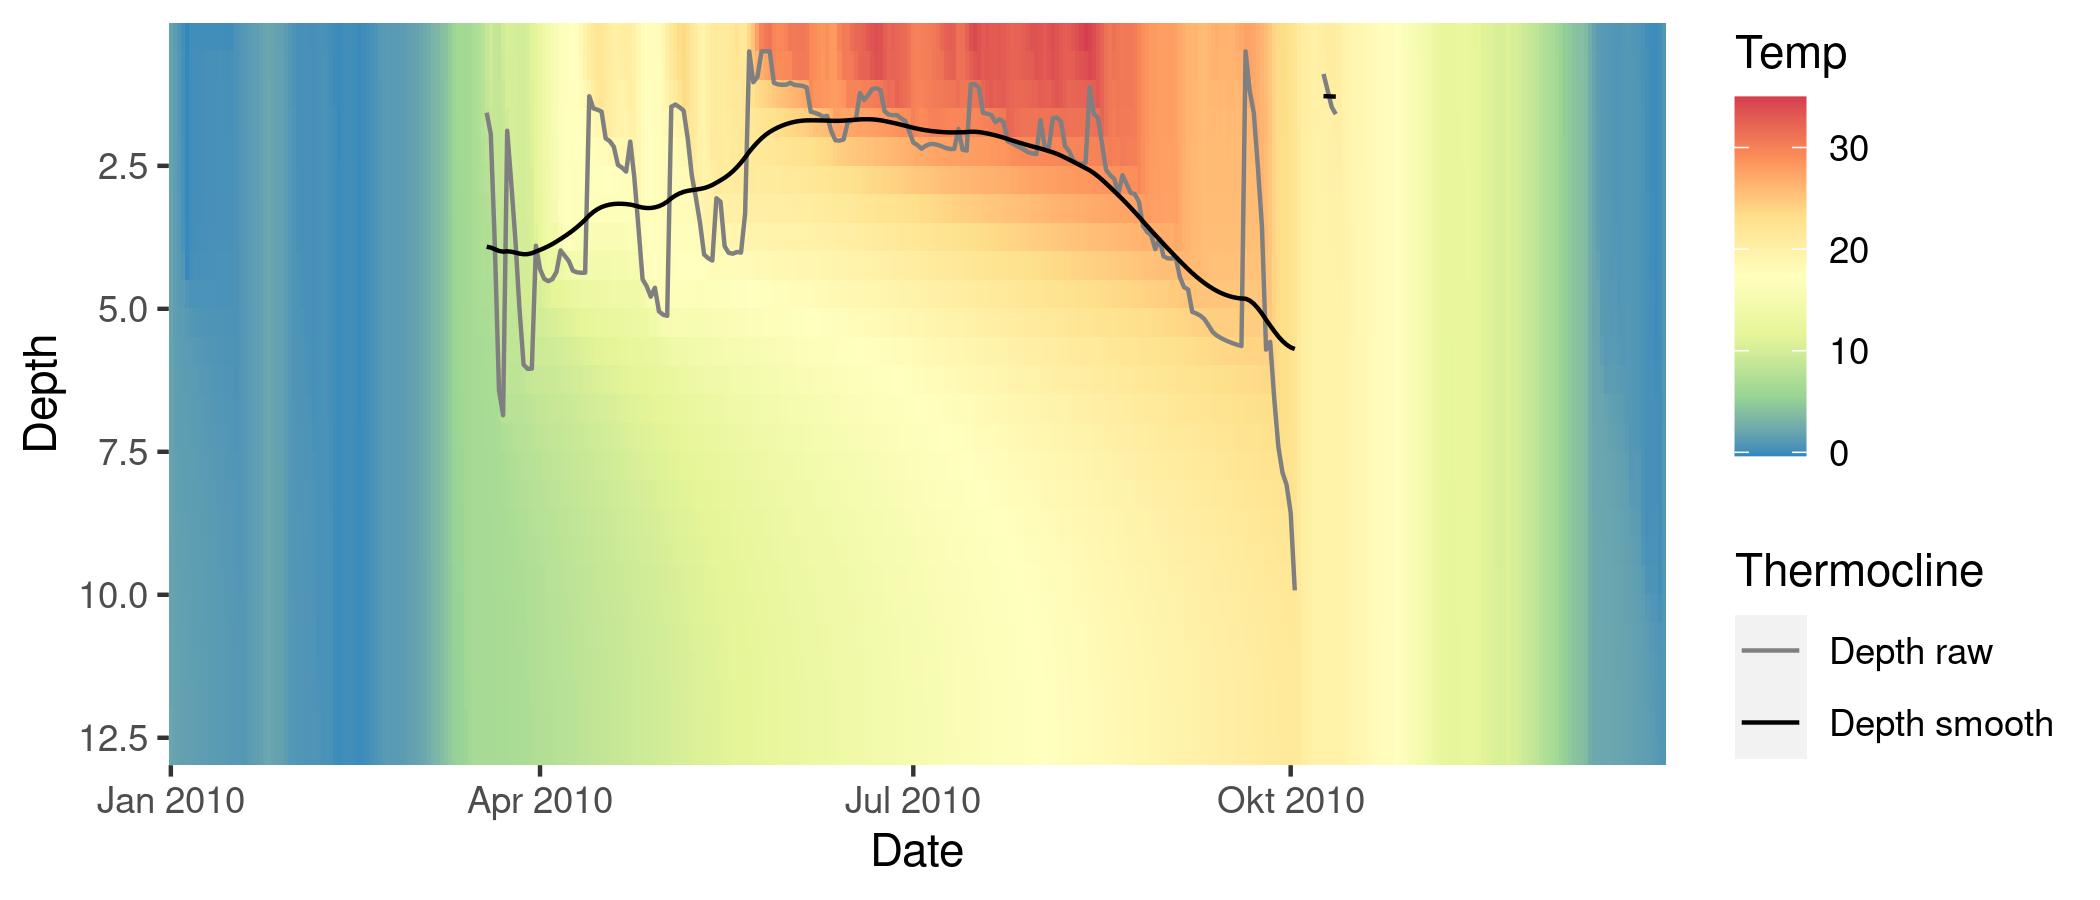 Depth
2.5
5.0
7.5
10.0
12.5
Jan 2010
Apr 2010
Jul 2010
Okt 2010
Date
Temp
30
20
10
0
Thermocline
Depth raw
Depth smooth